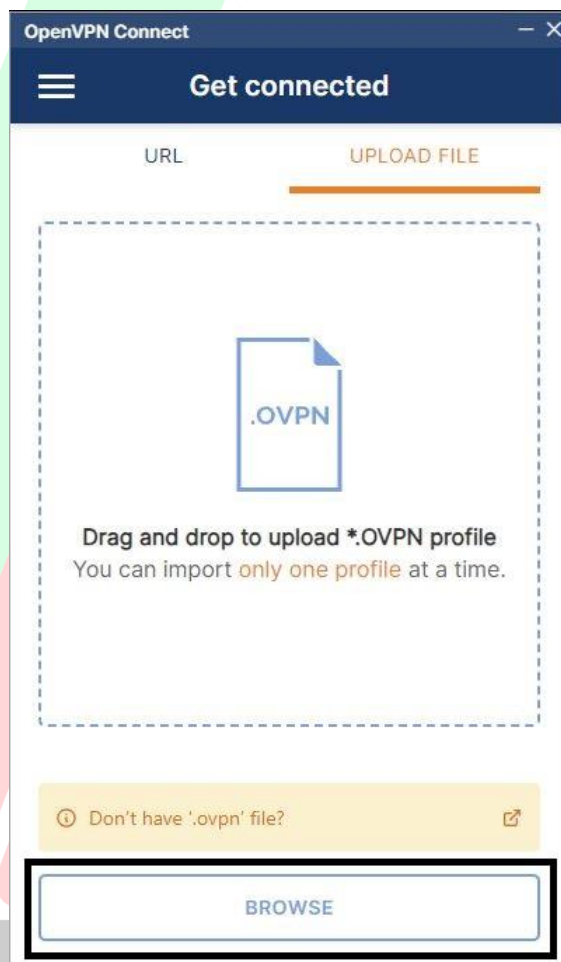 OpenVPN Connect
Get connected
URL
UPLOAD FILE
.OVPN
Drag and drop to upload *.OVPN profile
You can import only one profile at a time.
Don't have '.ovpn' file?
BROWSE